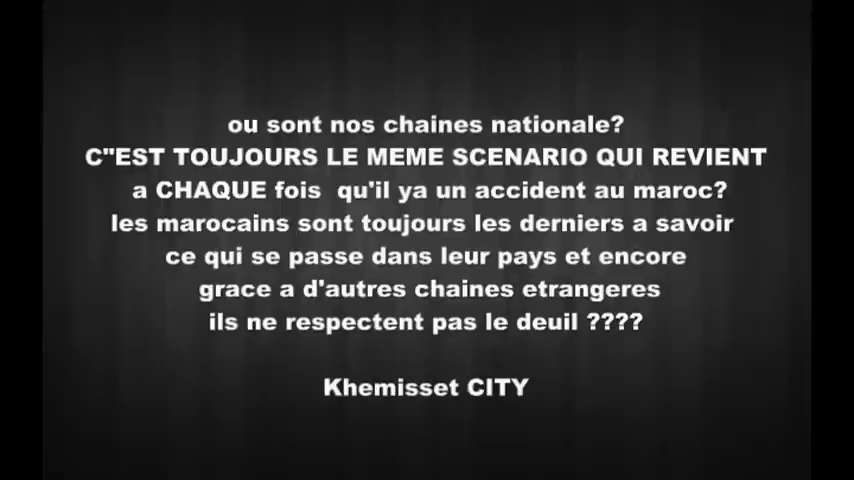 ou sont nos chaines nationale?
C"EST TOUJOURS LE MEME SCENARIO QUI REVIENT
a CHAQUE fois qu'il ya un accident au maroc?
les marocains sont toujours les derniers a savoir
ce qui se passe dans leur pays et encore
grace a d'autres chaines etrangeres
ils ne respectent pas le deuil ????
Khemisset CITY